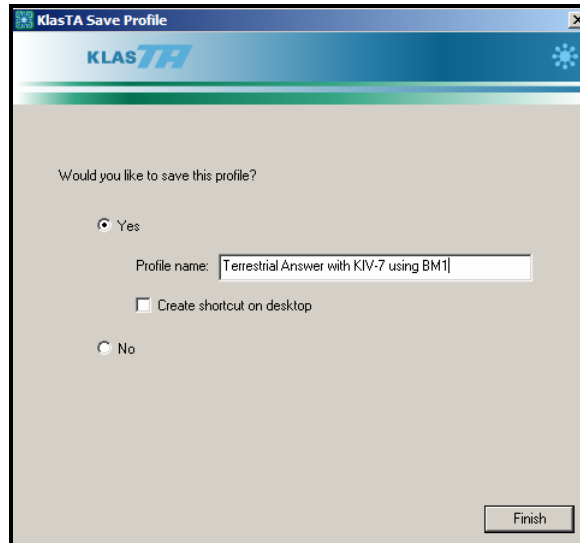 KlasTA Save Profile
KLAS TA
Would you like to save this profile?
Yes
Profile name: Terrestrial Answer with KIV-7 using BM1
Create shortcut on desktop
No
Finish